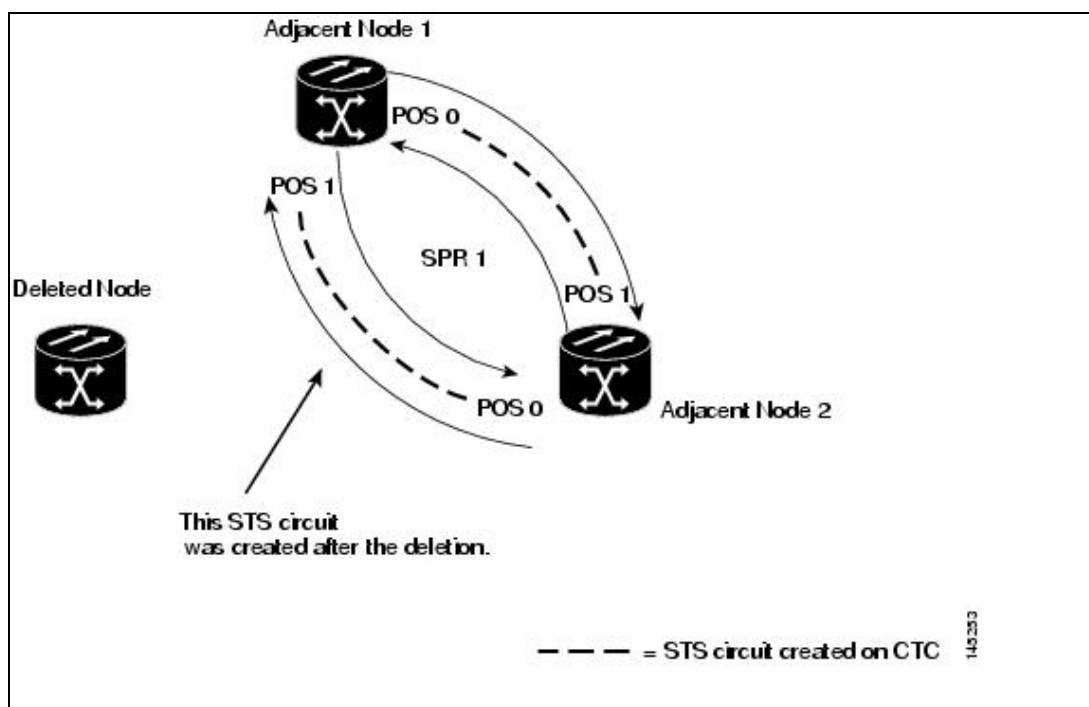 Adjacent Node 1
POS 0
POS 1
SPR 1
Deleted Node
POS 1
POS 0
Adjacent Node 2
This STS circuit
was created after the deletion.
= STS circuit created on CTC
145253